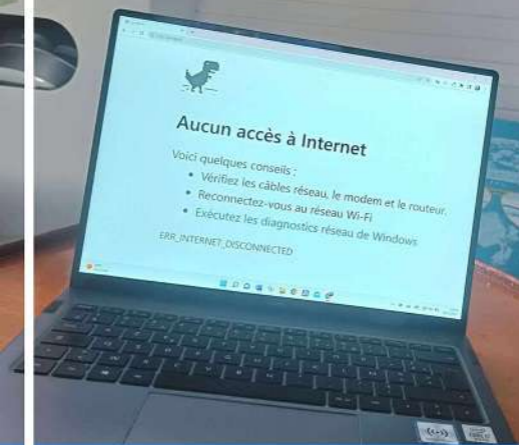 Aucun accès à Internet
Voici quelques conseils :
• Vérifiez les câbles réseau, le modem et le routeur.
• Reconnectez-vous au réseau Wi-Fi
• Exécutez les diagnostics réseau de Windows
ERR_INTERNET_DISCONNECTED